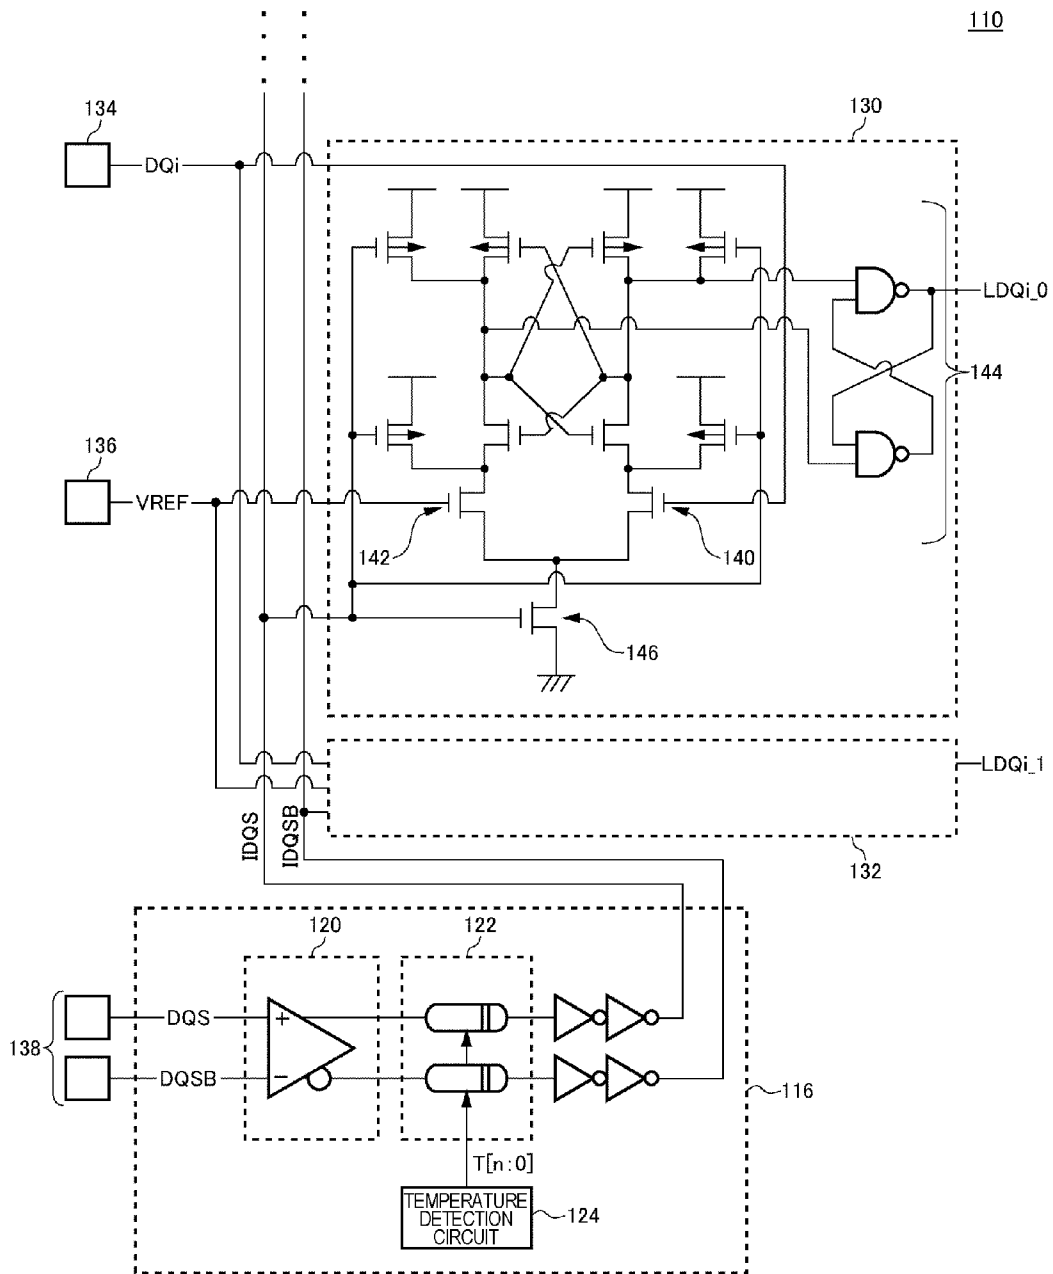 110
134
130
DQi
LDQi_0
144
136
VREF
142
140
146
LDQi_1
IDQS
IDQSB
132
120
122
138
DQS
+
DQSB
−
116
T[n:0]
TEMPERATURE
DETECTION
CIRCUIT
124